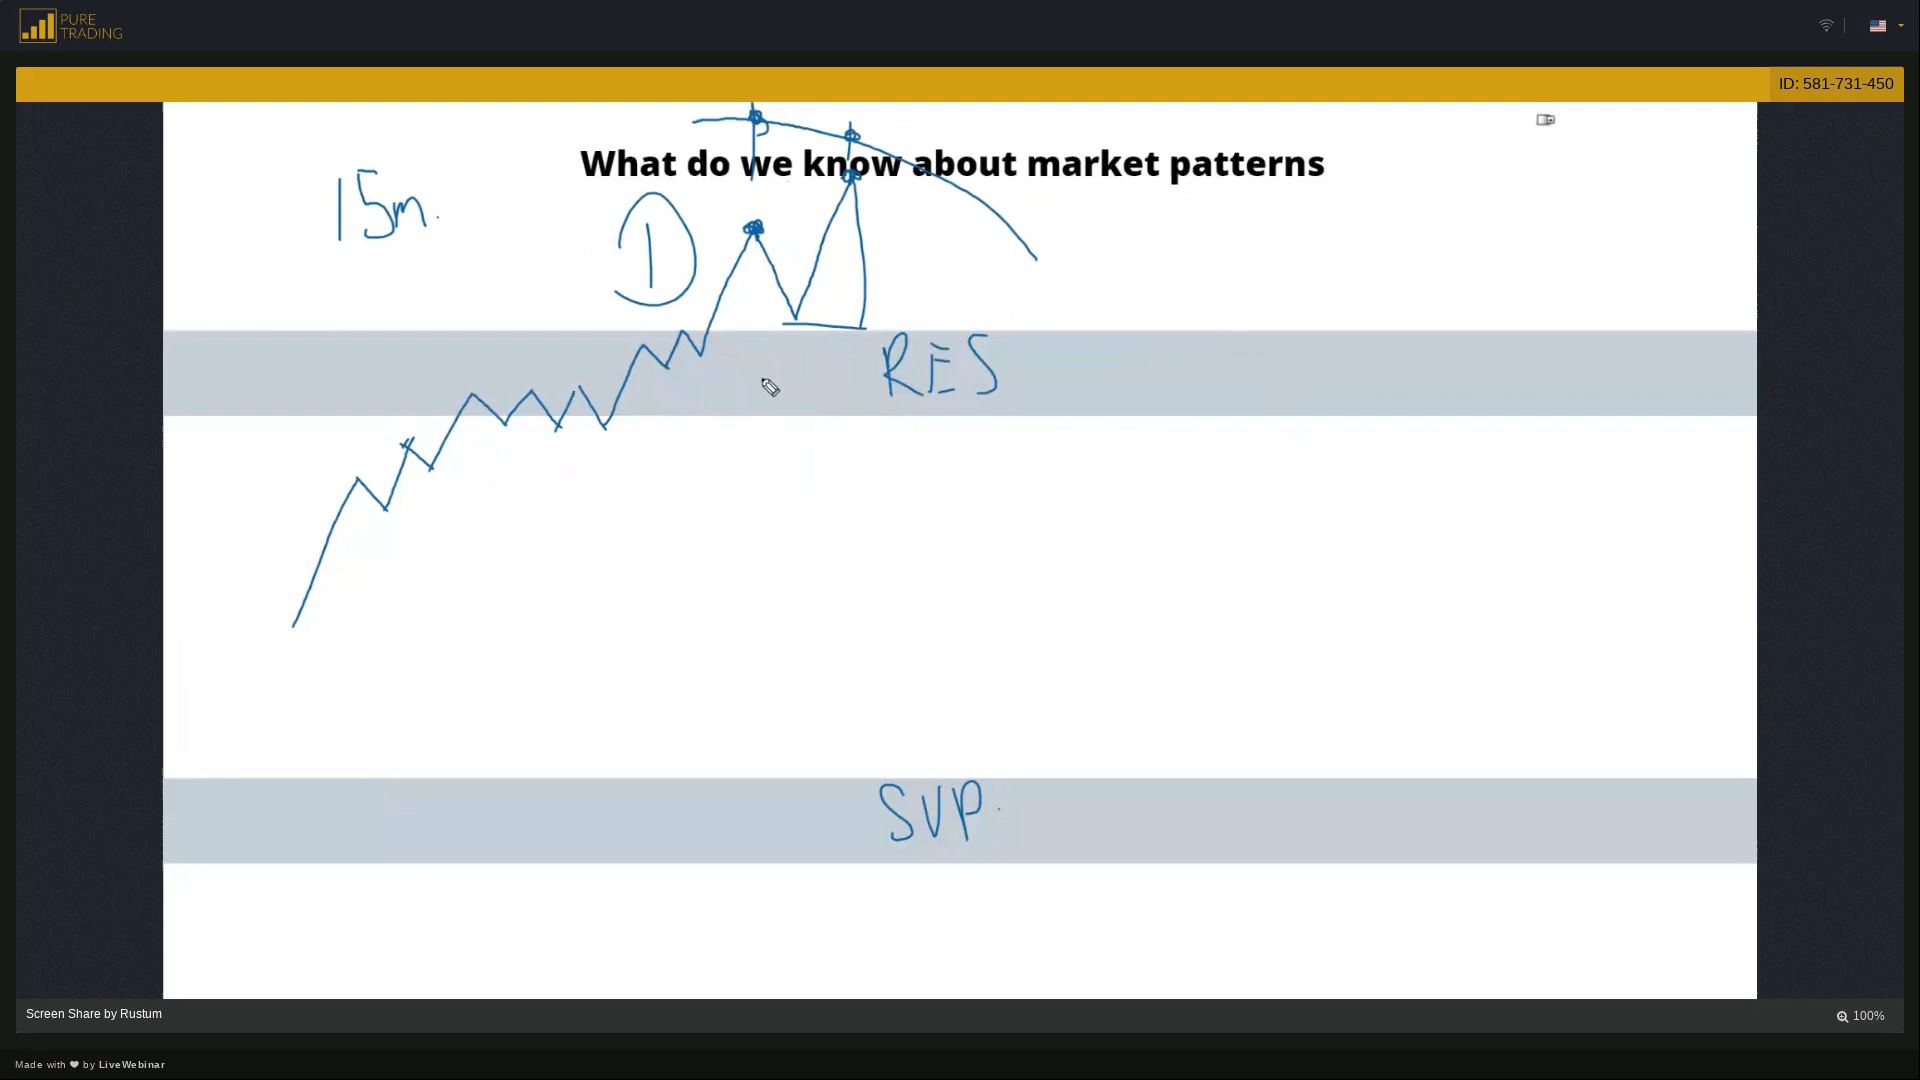 PURE
TRADING
ID: 581-731-450
What do we know about market patterns
15m.
D
RES
SUP.
Screen Share by Rustum
100%
Made with ❤ by LiveWebinar